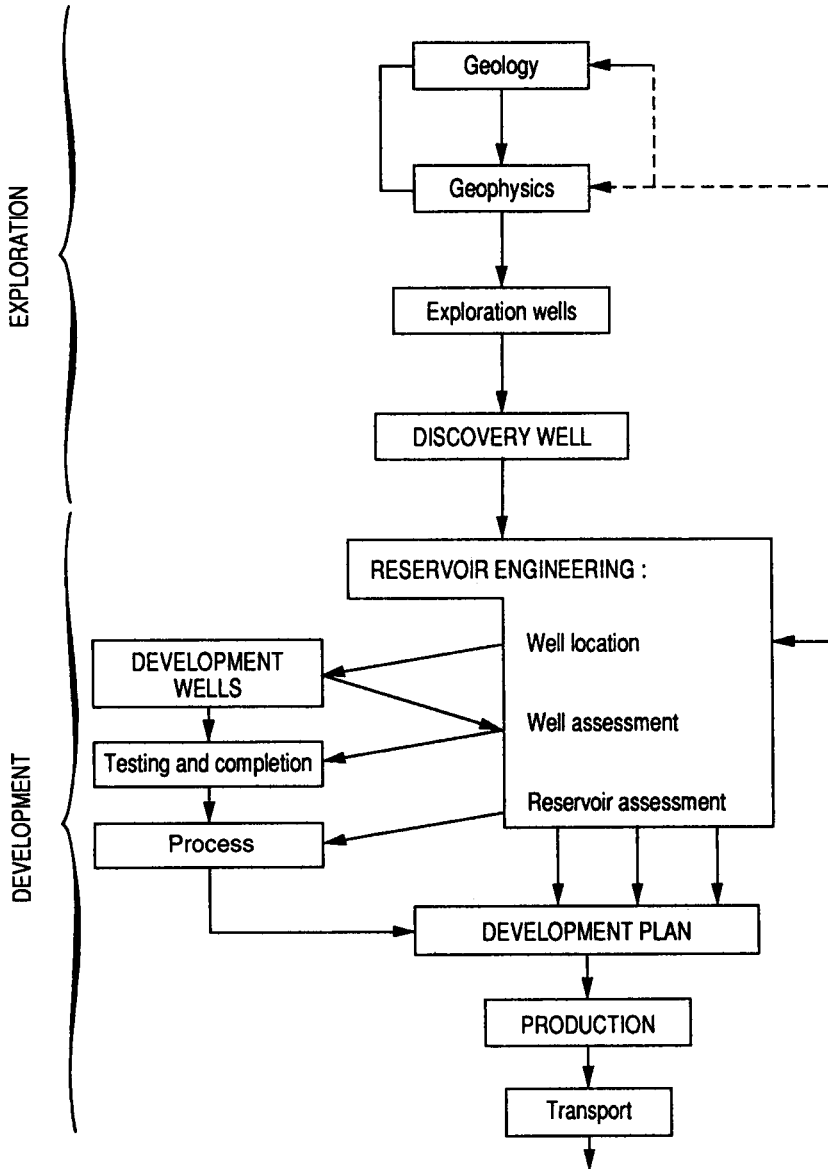 Geology
Geophysics
EXPLORATION
Exploration wells
DISCOVERY WELL
RESERVOIR ENGINEERING :
Well location
DEVELOPMENT
WELLS
Well assessment
Testing and completion
Reservoir assessment
Process
DEVELOPMENT
DEVELOPMENT PLAN
PRODUCTION
Transport